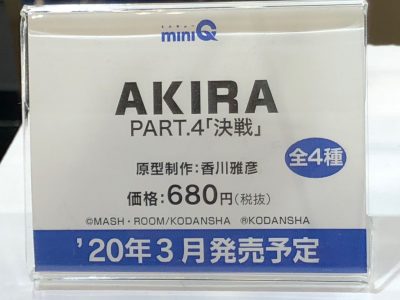 miniQ
AKIRA
PART.4「決戦」
全4種
原型制作：香川雅彦
価格：680円(税抜)
©MASH・ROOM/KODANSHA ®KODANSHA
’20年3月発売予定